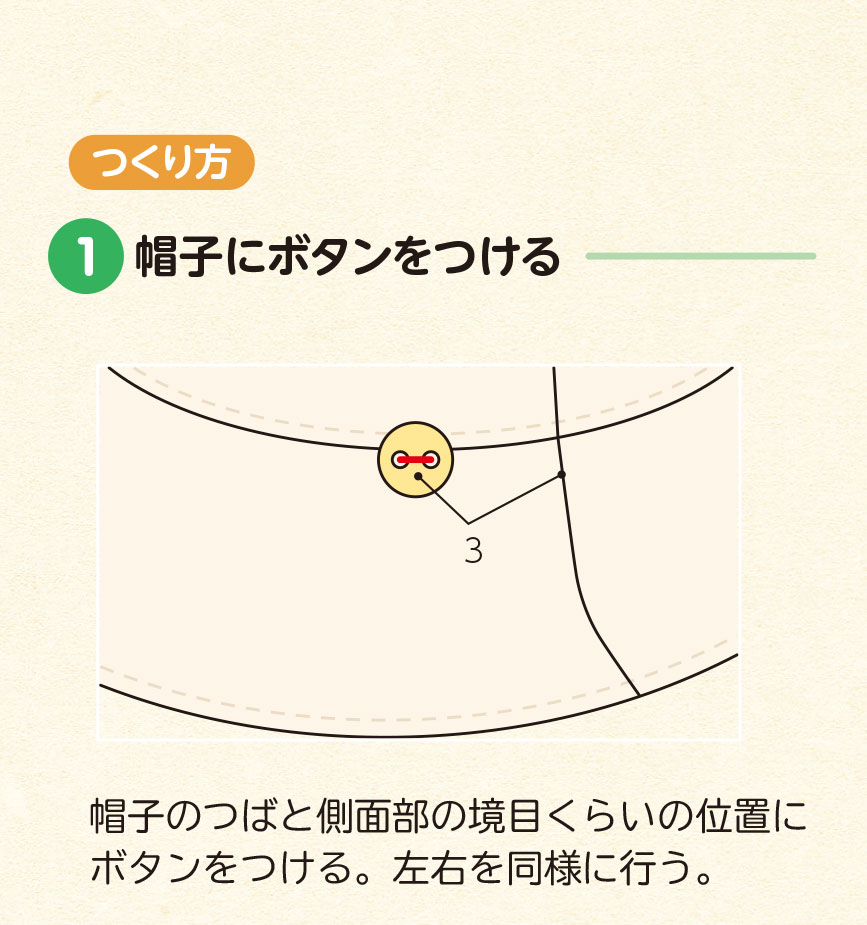 つくり方
1 帽子にボタンをつける
3
帽子のつばと側面部の境目くらいの位置に
ボタンをつける。左右を同様に行う。